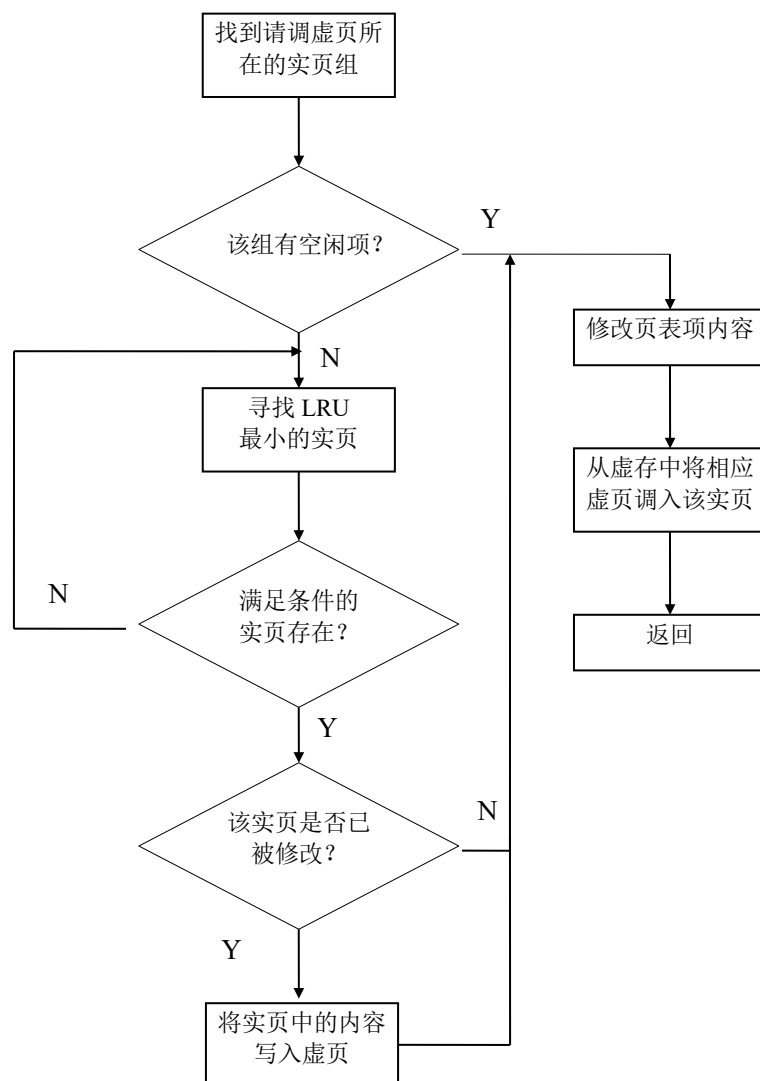 找到请调虚页所
在的实页组
该组有空闲项？
Y
N
修改页表项内容
寻找 LRU
最小的实页
从虚存中将相应
虚页调入该实页
N
满足条件的
实页存在？
返回
Y
该实页是否已
被修改？
N
Y
将实页中的内容
写入虚页